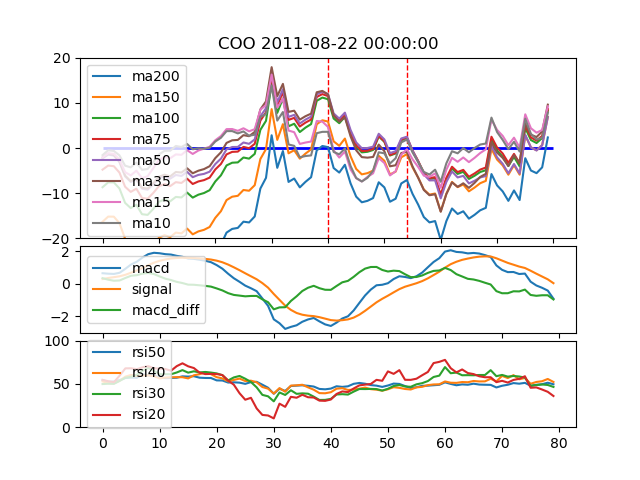 COO 2011-08-22 00:00:00
20
10
0
−10
−20
ma200
ma150
ma100
ma75
ma50
ma35
ma15
ma10
2
0
−2
macd
signal
macd_diff
100
50
0
rsi50
rsi40
rsi30
rsi20
0 10 20 30 40 50 60 70 80